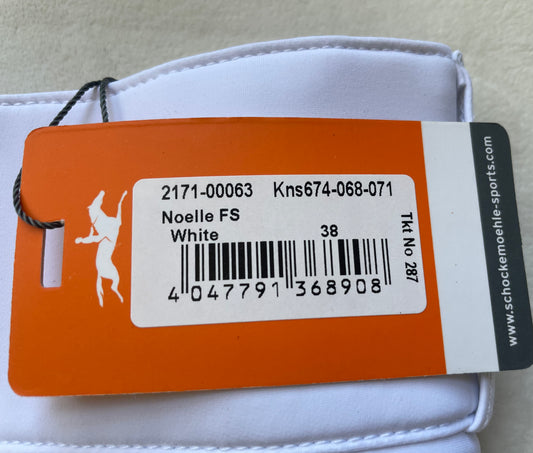 2171-00063 Kns674-068-071
Noelle FS
White 38
4 047791 368908
Tkt No 287
www.schockemoehle-sports.com